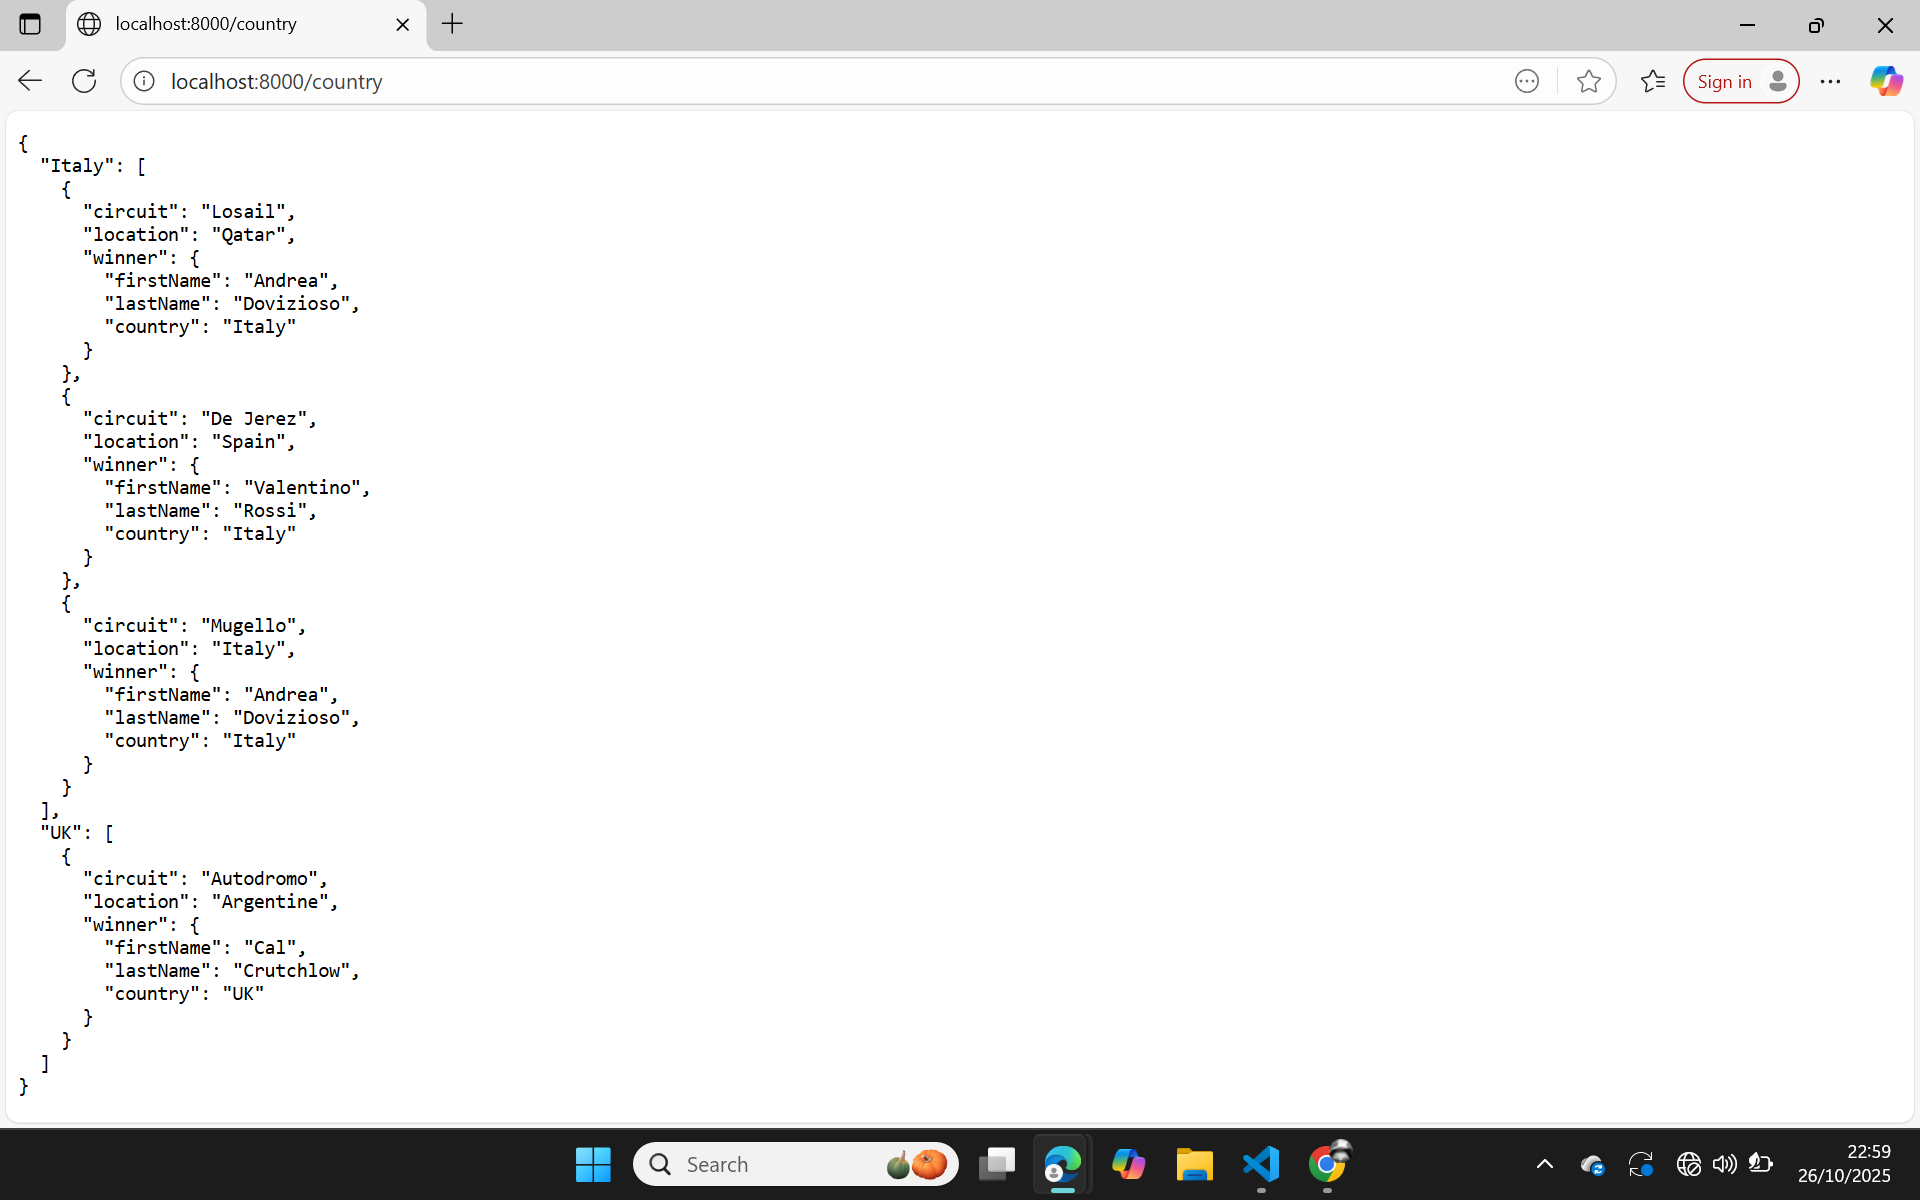 localhost:8000/country
localhost:8000/country
Sign in
{
  "Italy": [
    {
      "circuit": "Losail",
      "location": "Qatar",
      "winner": {
        "firstName": "Andrea",
        "lastName": "Dovizioso",
        "country": "Italy"
      }
    },
    {
      "circuit": "De Jerez",
      "location": "Spain",
      "winner": {
        "firstName": "Valentino",
        "lastName": "Rossi",
        "country": "Italy"
      }
    },
    {
      "circuit": "Mugello",
      "location": "Italy",
      "winner": {
        "firstName": "Andrea",
        "lastName": "Dovizioso",
        "country": "Italy"
      }
    }
  ],
  "UK": [
    {
      "circuit": "Autodromo",
      "location": "Argentine",
      "winner": {
        "firstName": "Cal",
        "lastName": "Crutchlow",
        "country": "UK"
      }
    }
  ]
}
Search
22:59
26/10/2025